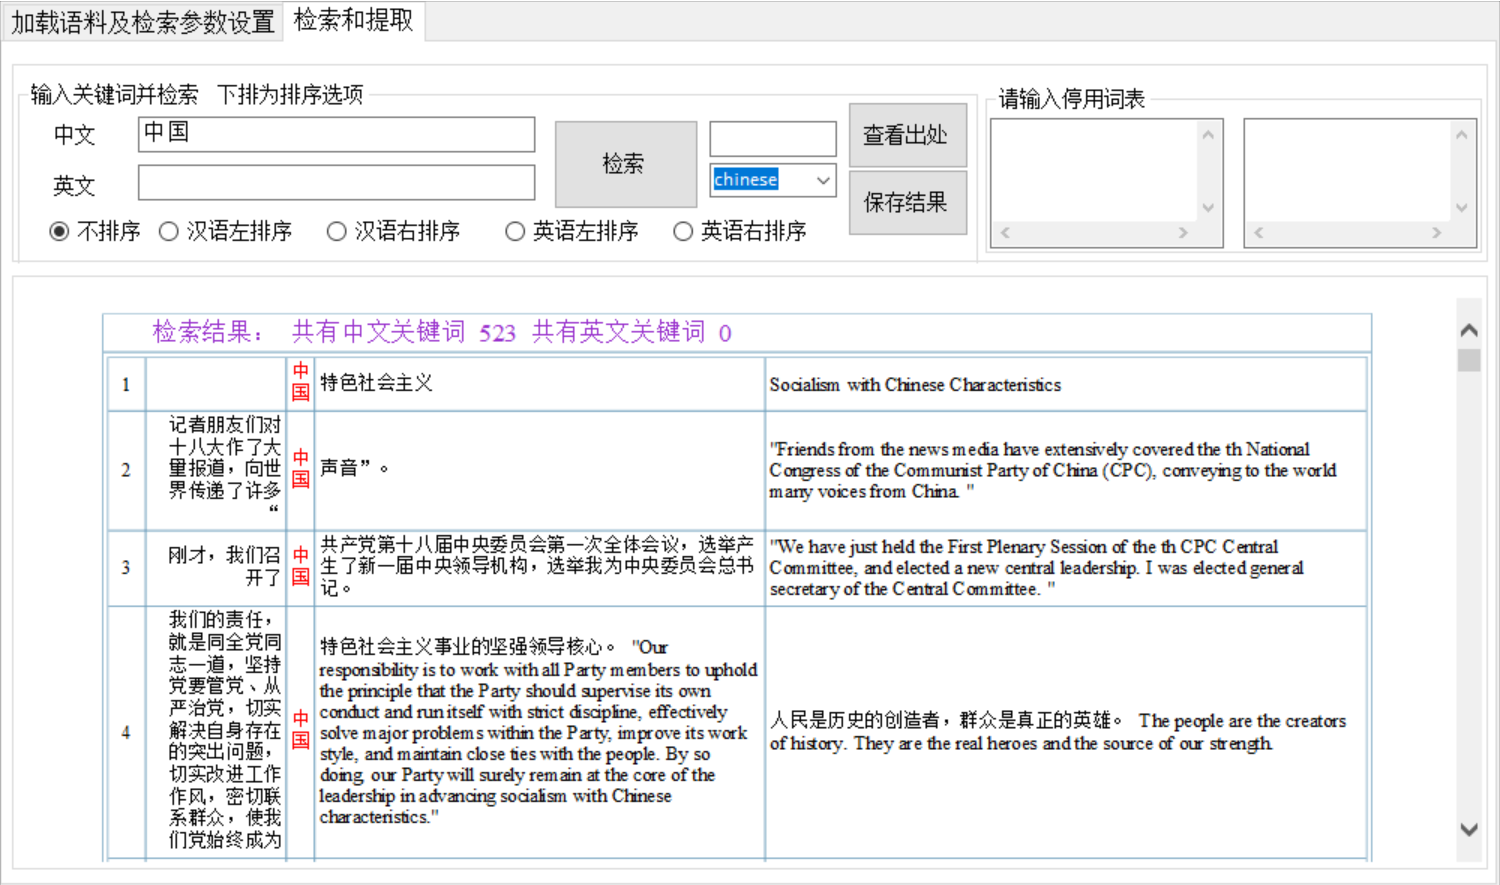 加载语料及检索参数设置 检索和提取
输入关键词并检索 下排为排序选项
请输入停用词表
中文 中国
英文
检索
chinese
查看出处
保存结果
不排序 汉语左排序 汉语右排序 英语左排序 英语右排序
检索结果： 共有中文关键词 523 共有英文关键词 0
1
中
国
特色社会主义
Socialism with Chinese Characteristics
2
记者朋友们对
十八大作了大
量报道，向世
界传递了许多
“
中
国
声音”。
"Friends from the news media have extensively covered the th National
Congress of the Communist Party of China (CPC), conveying to the world
many voices from China. "
3
刚才，我们召
开了
中
国
共产党第十八届中央委员会第一次全体会议，选举产
生了新一届中央领导机构，选举我为中央委员会总书
记。
"We have just held the First Plenary Session of the th CPC Central
Committee, and elected a new central leadership. I was elected general
secretary of the Central Committee. "
4
我们的责任，
就是同全党同
志一道，坚持
党要管党、从
严治党，切实
解决自身存在
的突出问题，
切实改进工作
作风，密切联
系群众，使我
们党始终成为
中
国
特色社会主义事业的坚强领导核心。 "Our
responsibility is to work with all Party members to uphold
the principle that the Party should supervise its own
conduct and run itself with strict discipline, effectively
solve major problems within the Party, improve its work
style, and maintain close ties with the people. By so
doing, our Party will surely remain at the core of the
leadership in advancing socialism with Chinese
characteristics."
人民是历史的创造者，群众是真正的英雄。 The people are the creators
of history. They are the real heroes and the source of our strength.